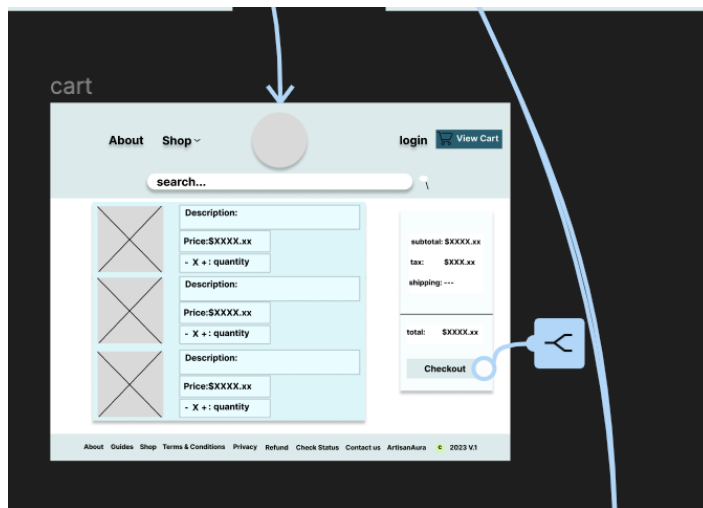 cart
About Shop login View Cart
search...
Description:
Price:$XXXX.xx
- X +: quantity
Description:
Price:$XXXX.xx
- X +: quantity
Description:
Price:$XXXX.xx
- X +: quantity
subtotal: $XXXX.xx
tax: $XXX.xx
shipping: ---
total: $XXXX.xx
Checkout
About Guides Shop Terms & Conditions Privacy Refund Check Status Contact us ArtisanAura c 2023 V.1